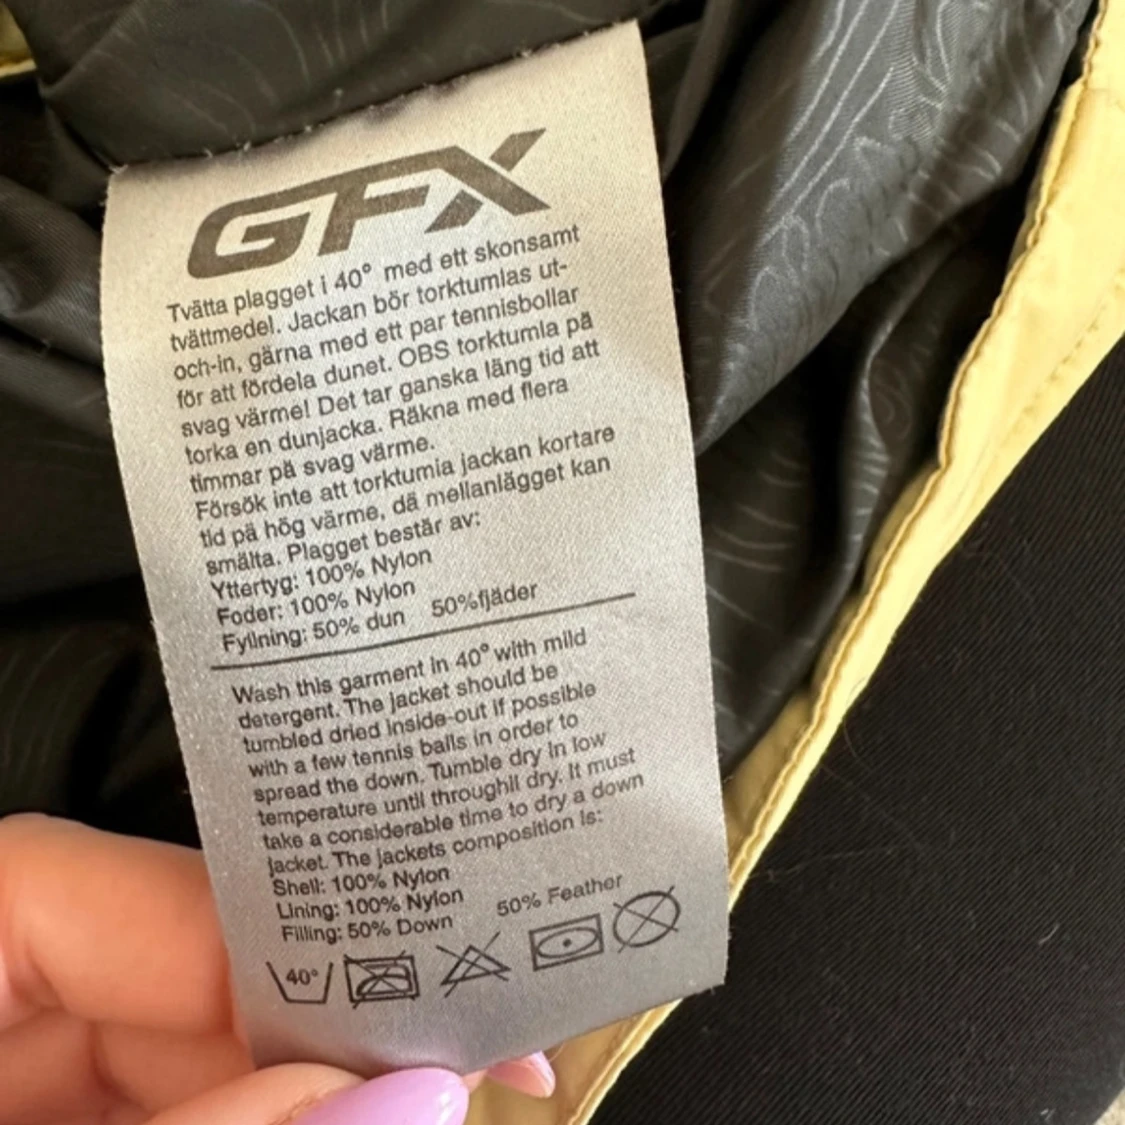 GFX
Tvätta plagget i 40° med ett skonsamt
tvättmedel. Jackan bör torktumlas ut-
och-in, gärna med ett par tennisbollar
för att fördela dunet. OBS torktumla på
svag värme! Det tar ganska lång tid att
torka en dunjacka. Räkna med flera
timmar på svag värme.
Försök inte att torktumia jackan kortare
tid på hög värme, då mellanlägget kan
smälta. Plagget består av:
Yttertyg: 100% Nylon
Foder: 100% Nylon
Fyllning: 50% dun 50%fjäder
Wash this garment in 40° with mild
detergent. The jacket should be
tumbled dried inside-out if possible
with a few tennis balls in order to
spread the down. Tumble dry in low
temperature until throughil dry. It must
take a considerable time to dry a down
jacket. The jackets composition is:
Shell: 100% Nylon
Lining: 100% Nylon
Filling: 50% Down 50% Feather
40°